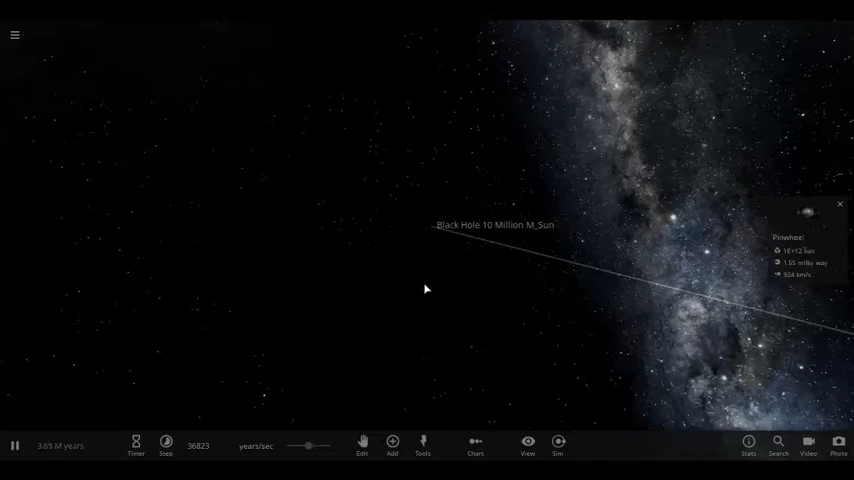 Black Hole 10 Million M_Sun
Pinwheel
1E+12 Sun
1.55 milky way
924 km/s
3.65 M years
Timer
Step
36823
years/sec
Edit
Add
Tools
Chart
View
Sim
Stats
Search
Video
Photo